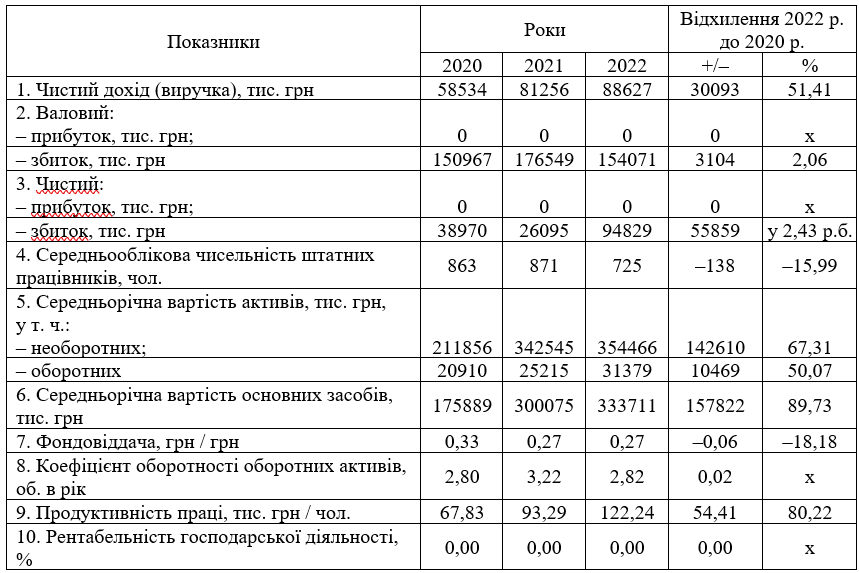 Показники
Роки
Відхилення 2022 р.
до 2020 р.
2020 2021 2022 +/– %
1. Чистий дохід (виручка), тис. грн 58534 81256 88627 30093 51,41
2. Валовий:
– прибуток, тис. грн; 0 0 0 0 х
– збиток, тис. грн 150967 176549 154071 3104 2,06
3. Чистий:
– прибуток, тис. грн; 0 0 0 0 х
– збиток, тис. грн 38970 26095 94829 55859 у 2,43 р.б.
4. Середньооблікова чисельність штатних
працівників, чол. 863 871 725 –138 –15,99
5. Середньорічна вартість активів, тис. грн,
у т. ч.:
– необоротних; 211856 342545 354466 142610 67,31
– оборотних 20910 25215 31379 10469 50,07
6. Середньорічна вартість основних засобів,
тис. грн 175889 300075 333711 157822 89,73
7. Фондовіддача, грн / грн 0,33 0,27 0,27 –0,06 –18,18
8. Коефіцієнт оборотності оборотних активів,
об. в рік 2,80 3,22 2,82 0,02 х
9. Продуктивність праці, тис. грн / чол. 67,83 93,29 122,24 54,41 80,22
10. Рентабельність господарської діяльності,
% 0,00 0,00 0,00 0,00 х